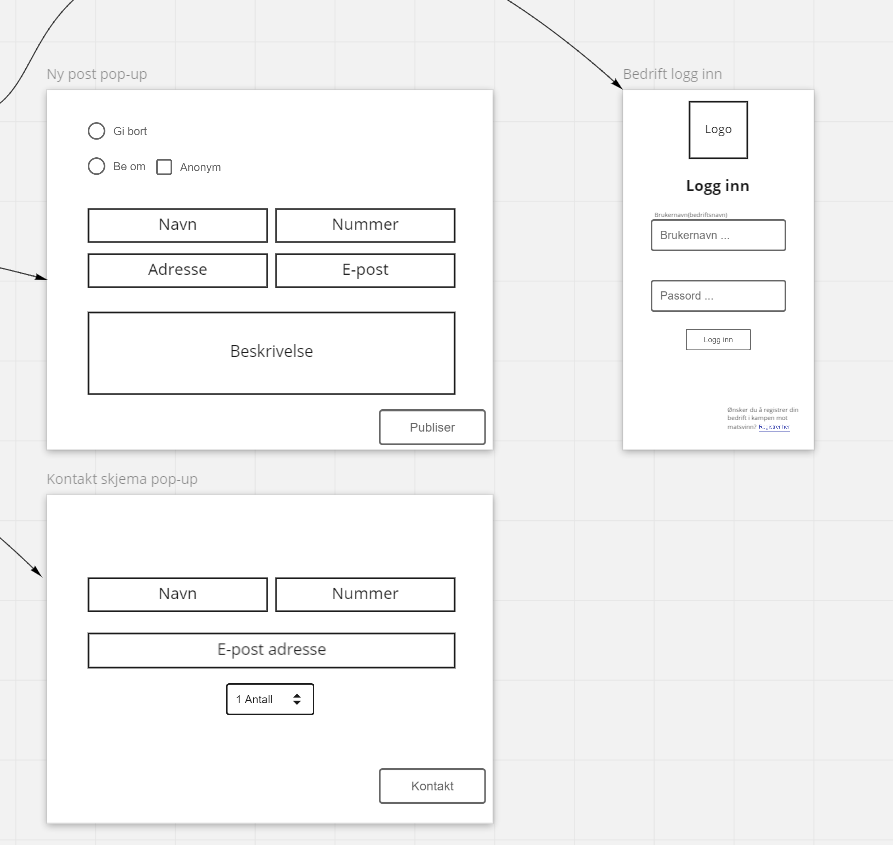 Ny post pop-up
Gi bort
Be om
Anonym
Navn
Nummer
Adresse
E-post
Beskrivelse
Publiser
Bedrift logg inn
Logo
Logg inn
Brukernavn(bedriftsnavn)
Brukernavn ...
Passord ...
Logg inn
Ønsker du å registrer din
bedrift i kampen mot
matsvinn?
Kontakt skjema pop-up
Navn
Nummer
E-post adresse
1 Antall
Kontakt